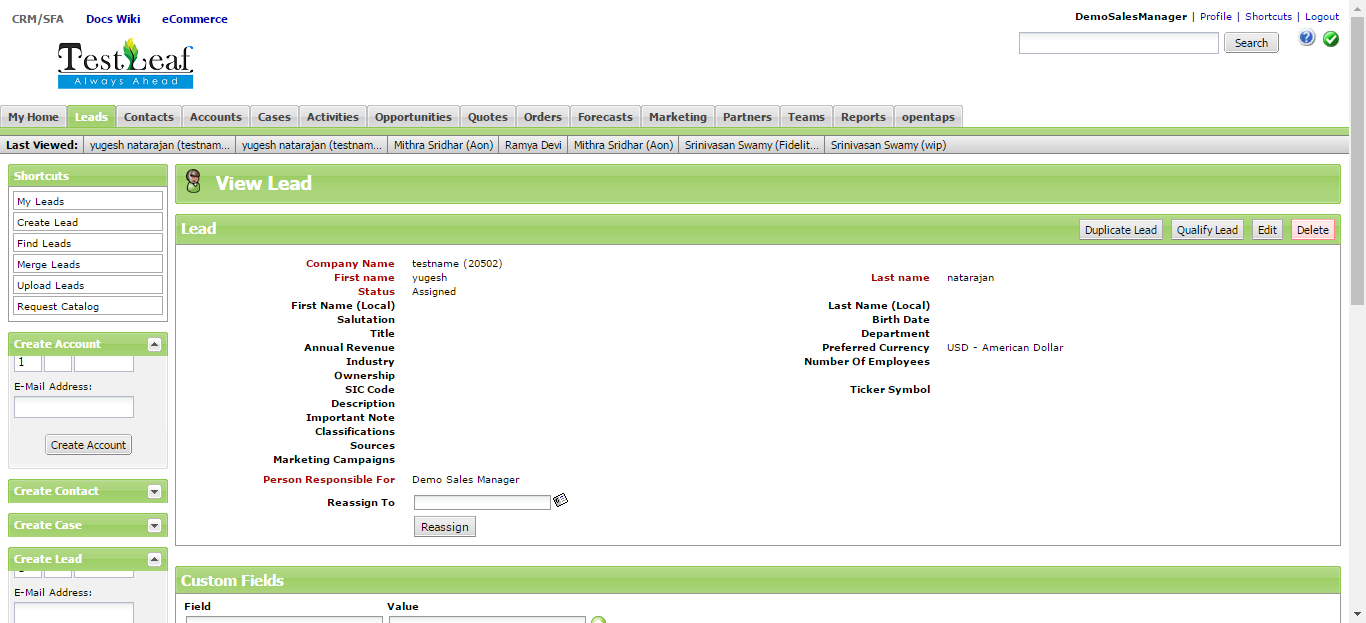 CRM/SFA Docs Wiki eCommerce
DemoSalesManager | Profile | Shortcuts | Logout
TestLeaf
Always Ahead
Search
My Home Leads Contacts Accounts Cases Activities Opportunities Quotes Orders Forecasts Marketing Partners Teams Reports opentaps
Last Viewed: yugesh natarajan (testnam... yugesh natarajan (testnam... Mithra Sridhar (Aon) Ramya Devi Mithra Sridhar (Aon) Srinivasan Swamy (Fidelit... Srinivasan Swamy (wip)
Shortcuts
My Leads
Create Lead
Find Leads
Merge Leads
Upload Leads
Request Catalog
Create Account
1
E-Mail Address:
Create Account
Create Contact
Create Case
Create Lead
E-Mail Address:
View Lead
Lead Duplicate Lead Qualify Lead Edit Delete
Company Name testname (20502)
First name yugesh Last name natarajan
Status Assigned
First Name (Local) Last Name (Local)
Salutation Birth Date
Title Department
Annual Revenue Preferred Currency USD - American Dollar
Industry Number Of Employees
Ownership
SIC Code Ticker Symbol
Description
Important Note
Classifications
Sources
Marketing Campaigns
Person Responsible For Demo Sales Manager
Reassign To
Reassign
Custom Fields
Field Value